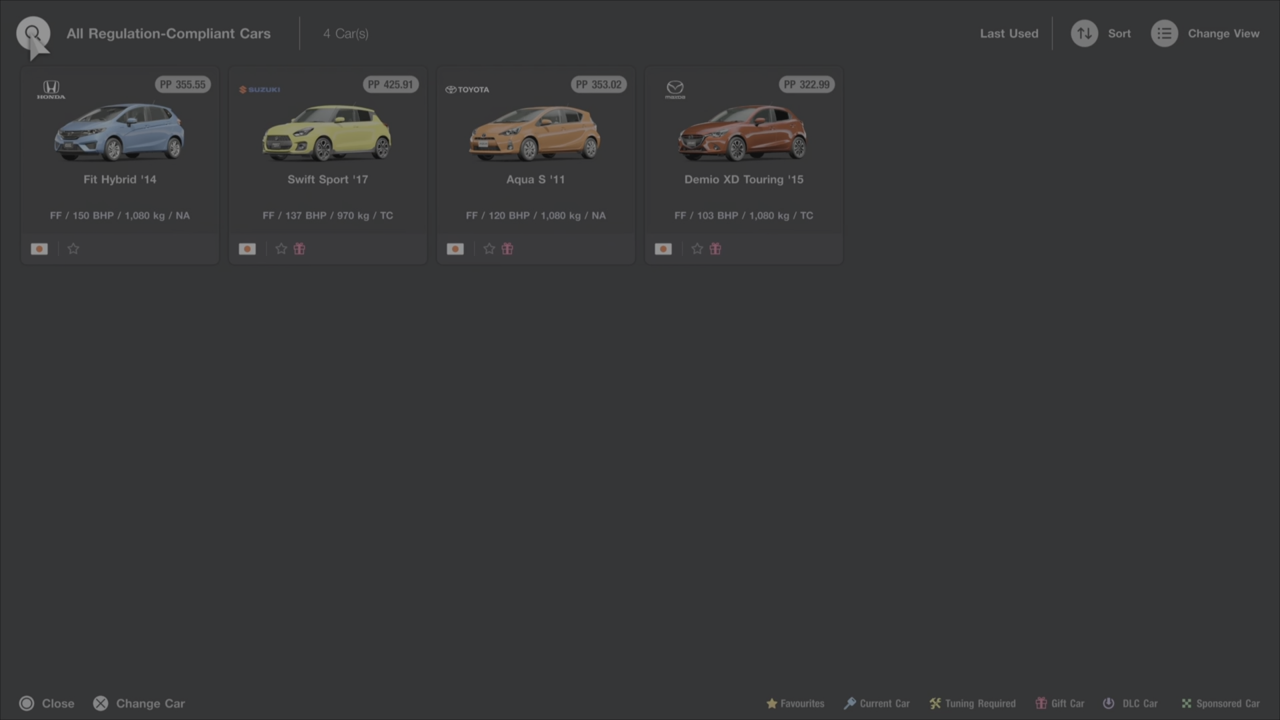 All Regulation-Compliant Cars
4 Car(s)
Last Used
Sort
Change View
HONDA
PP 355.55
Fit Hybrid '14
FF / 150 BHP / 1,080 kg / NA
SUZUKI
PP 425.91
Swift Sport '17
FF / 137 BHP / 970 kg / TC
TOYOTA
PP 353.02
Aqua S '11
FF / 120 BHP / 1,080 kg / NA
mazda
PP 322.99
Demio XD Touring '15
FF / 103 BHP / 1,080 kg / TC
Close
Change Car
Favourites
Current Car
Tuning Required
Gift Car
DLC Car
Sponsored Car